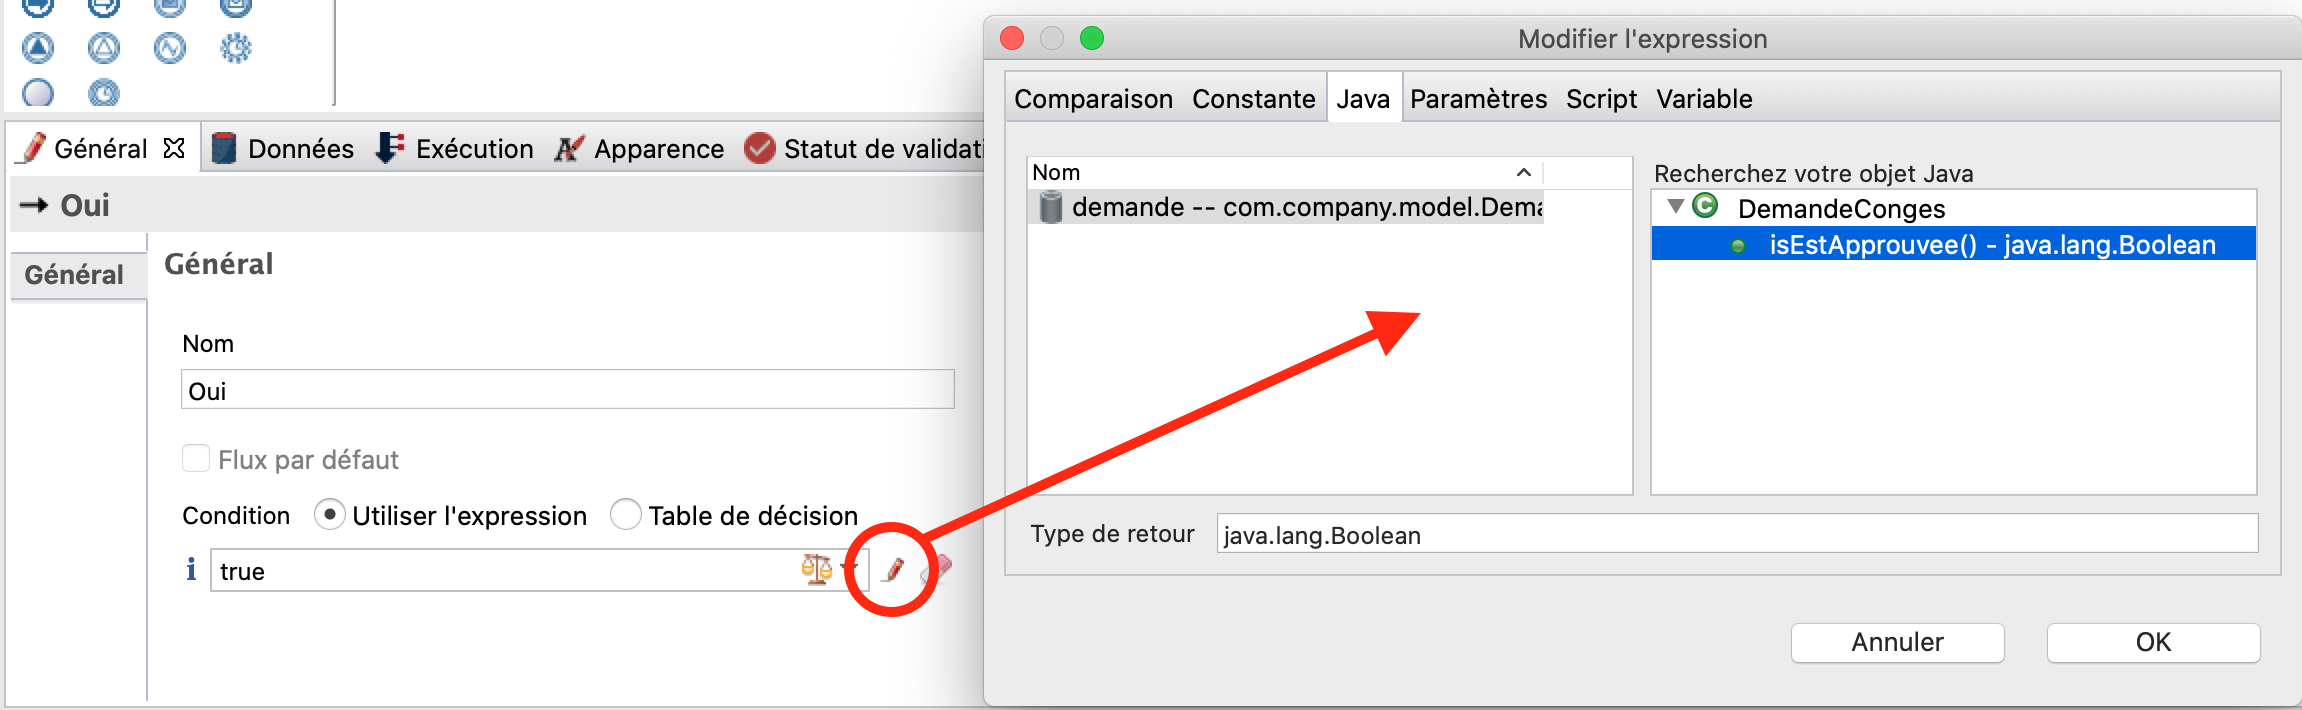 Général Données Exécution Apparence Statut de validati
Oui
Général
Général
Nom
Oui
Flux par défaut
Condition Utiliser l'expression Table de décision
i true
Modifier l'expression
Comparaison Constante Java Paramètres Script Variable
Nom
demande -- com.company.model.Dema
Recherchez votre objet Java
C DemandeConges
isEstApprouvee() - java.lang.Boolean
Type de retour java.lang.Boolean
Annuler OK